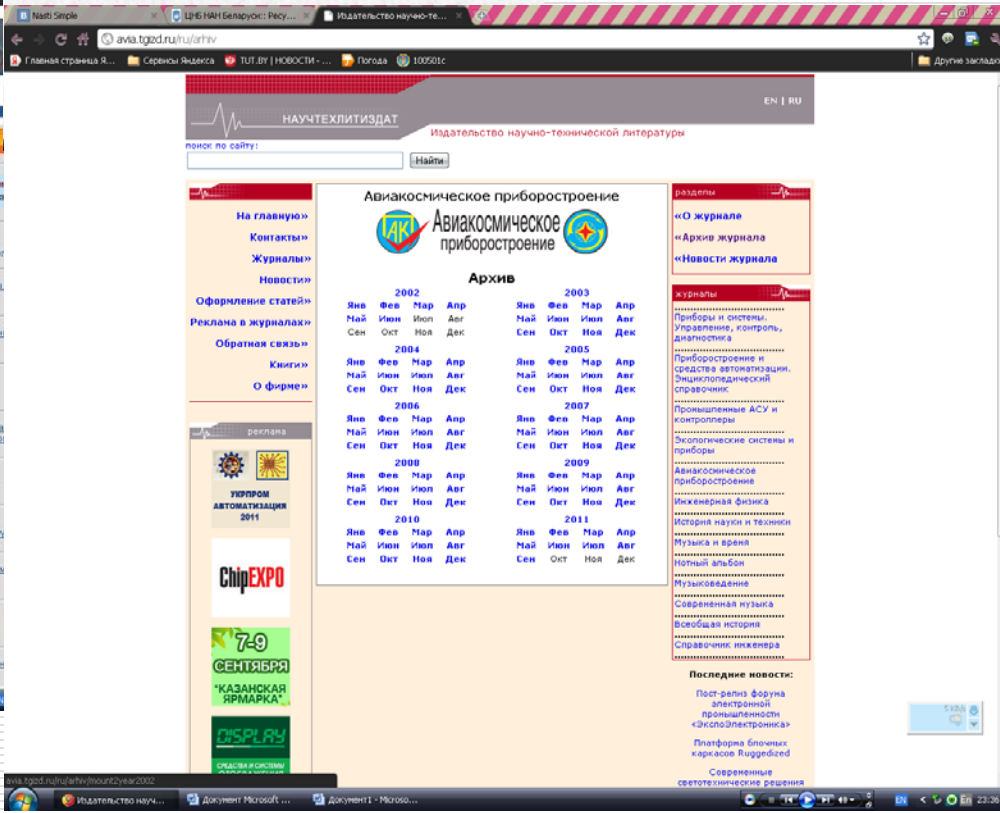 Nasti Simple
ЦНБ НАН Беларуси:: Ресу...
Издательство научно-те...
avia.tgizd.ru/ru/arhiv
Главная страница Я...
Сервисы Яндекса
TUT.BY | НОВОСТИ - ...
Погода
100501c
Другие закладк
EN | RU
НАУЧТЕХЛИТИЗДАТ
Издательство научно-технической литературы
поиск по сайту:
Найти
На главную»
Контакты»
Журналы»
Новости»
Оформление статей»
Реклама в журналах»
Обратная связь»
Книги»
О фирме»
реклама
УКРПРОМ
АВТОМАТИЗАЦИЯ
2011
ChipEXPO
7-9
СЕНТЯБРЯ
"КАЗАНСКАЯ
ЯРМАРКА"
DISPLAY
СРЕДСТВА И СИСТЕМЫ
Авиакосмическое приборостроение
Авиакосмическое
приборостроение
Архив
2002 2003
Янв Фев Мар Апр Янв Фев Мар Апр
Май Июн Июл Авг Май Июн Июл Авг
Сен Окт Ноя Дек Сен Окт Ноя Дек
2004 2005
Янв Фев Мар Апр Янв Фев Мар Апр
Май Июн Июл Авг Май Июн Июл Авг
Сен Окт Ноя Дек Сен Окт Ноя Дек
2006 2007
Янв Фев Мар Апр Янв Фев Мар Апр
Май Июн Июл Авг Май Июн Июл Авг
Сен Окт Ноя Дек Сен Окт Ноя Дек
2008 2009
Янв Фев Мар Апр Янв Фев Мар Апр
Май Июн Июл Авг Май Июн Июл Авг
Сен Окт Ноя Дек Сен Окт Ноя Дек
2010 2011
Янв Фев Мар Апр Янв Фев Мар Апр
Май Июн Июл Авг Май Июн Июл Авг
Сен Окт Ноя Дек Сен Окт Ноя Дек
разделы
«О журнале
«Архив журнала
«Новости журнала
журналы
Приборы и системы.
Управление, контроль,
диагностика
Приборостроение и
средства автоматизации.
Энциклопедический
справочник
Промышленные АСУ и
контроллеры
Экологические системы и
приборы
Авиакосмическое
приборостроение
Инженерная физика
История науки и техники
Музыка и время
Нотный альбом
Музыковедение
Современная музыка
Всеобщая история
Справочник инженера
Последние новости:
Пост-релиз форума
электронной
промышленности
«ЭкспоЭлектроника»
Платформа блочных
каркасов Ruggedized
Современные
светотехнические решения
avia.tgizd.ru/ru/arhiv/mount2year2002
Издательство науч...
Документ Microsoft ...
Документ1 - Microso...
EN
En
23:36